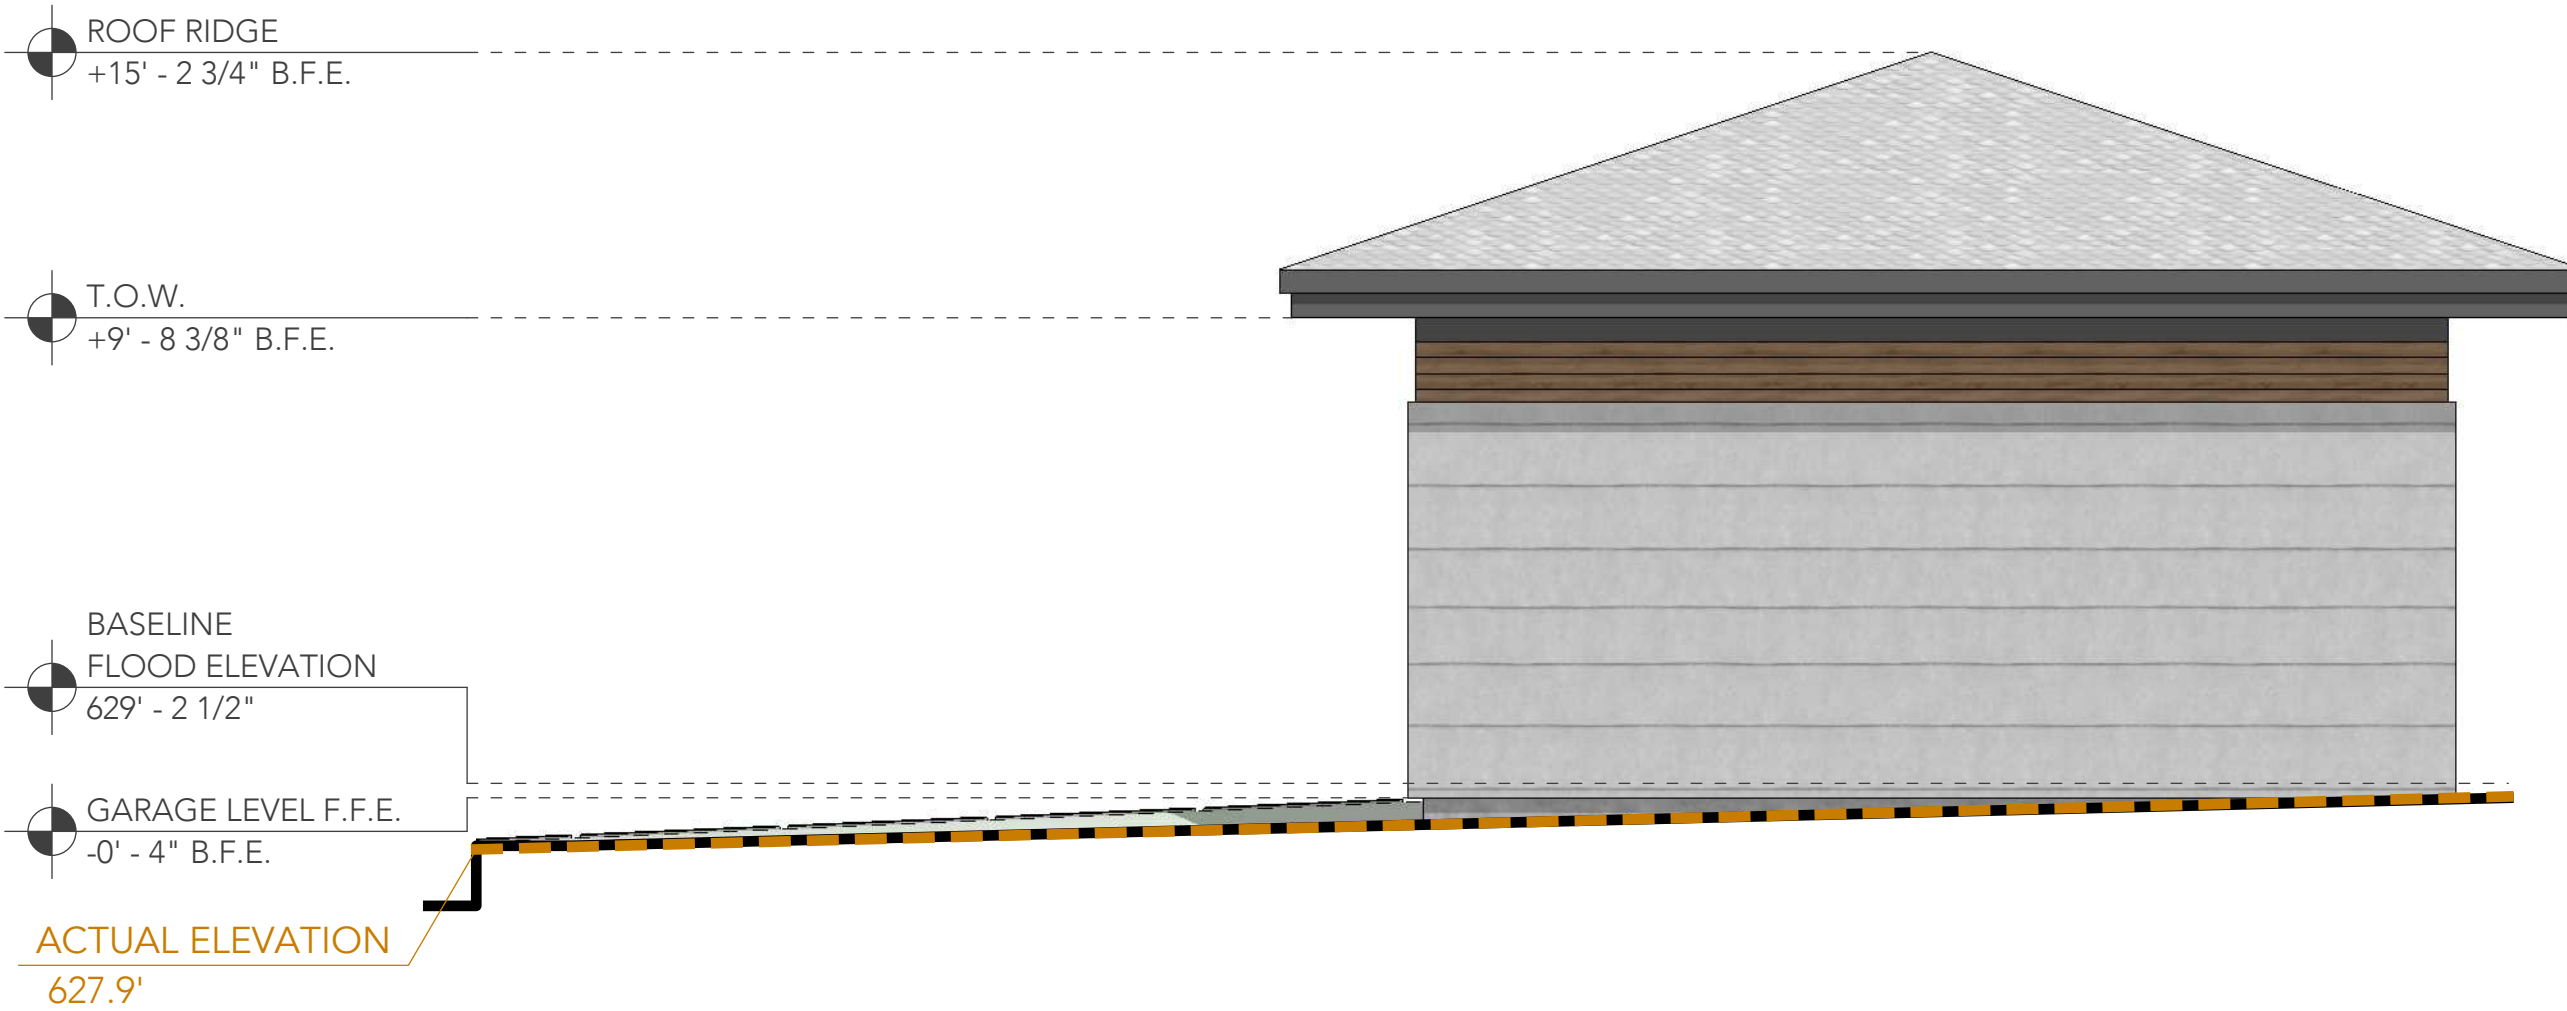 ROOF RIDGE
+15' - 2 3/4" B.F.E.
T.O.W.
+9' - 8 3/8" B.F.E.
BASELINE
FLOOD ELEVATION
629' - 2 1/2"
GARAGE LEVEL F.F.E.
-0' - 4" B.F.E.
ACTUAL ELEVATION
627.9'